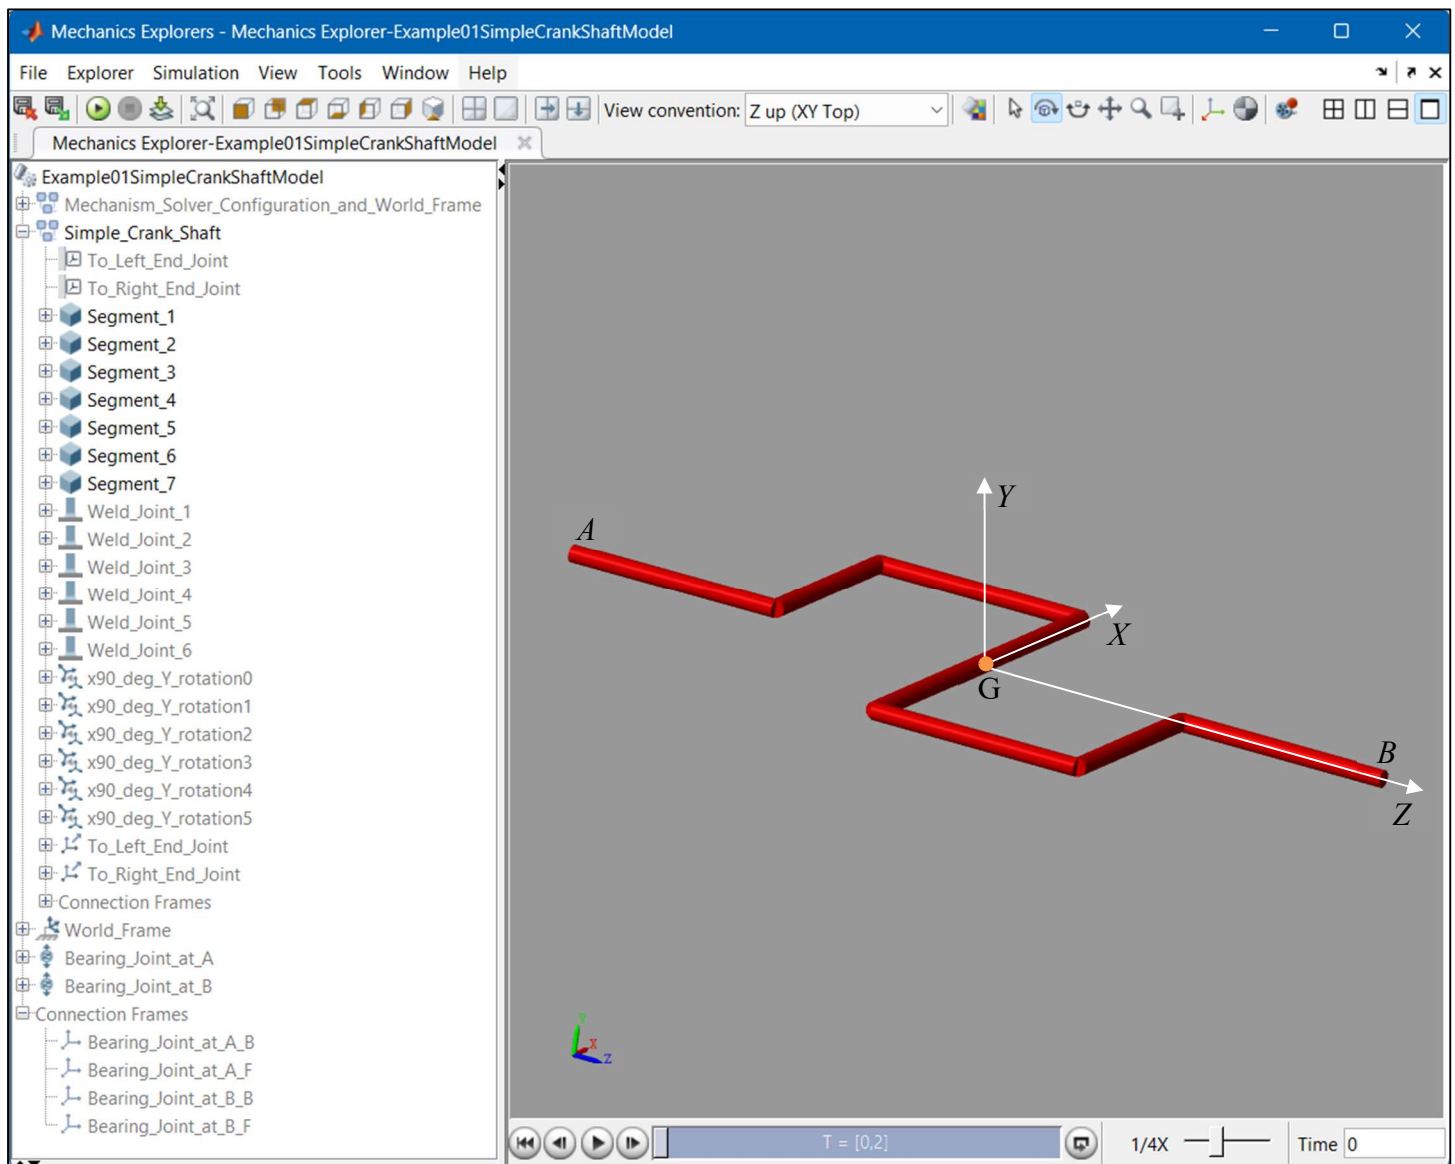 Mechanics Explorers - Mechanics Explorer-Example01SimpleCrankShaftModel
File Explorer Simulation View Tools Window Help
View convention: Z up (XY Top)
Mechanics Explorer-Example01SimpleCrankShaftModel
Example01SimpleCrankShaftModel
Mechanism_Solver_Configuration_and_World_Frame
Simple_Crank_Shaft
To_Left_End_Joint
To_Right_End_Joint
Segment_1
Segment_2
Segment_3
Segment_4
Segment_5
Segment_6
Segment_7
Weld_Joint_1
Weld_Joint_2
Weld_Joint_3
Weld_Joint_4
Weld_Joint_5
Weld_Joint_6
x90_deg_Y_rotation0
x90_deg_Y_rotation1
x90_deg_Y_rotation2
x90_deg_Y_rotation3
x90_deg_Y_rotation4
x90_deg_Y_rotation5
To_Left_End_Joint
To_Right_End_Joint
Connection Frames
World_Frame
Bearing_Joint_at_A
Bearing_Joint_at_B
Connection Frames
Bearing_Joint_at_A_B
Bearing_Joint_at_A_F
Bearing_Joint_at_B_B
Bearing_Joint_at_B_F
Y
A
X
G
B
Z
Y
X
Z
T = [0,2]
1/4X
Time 0